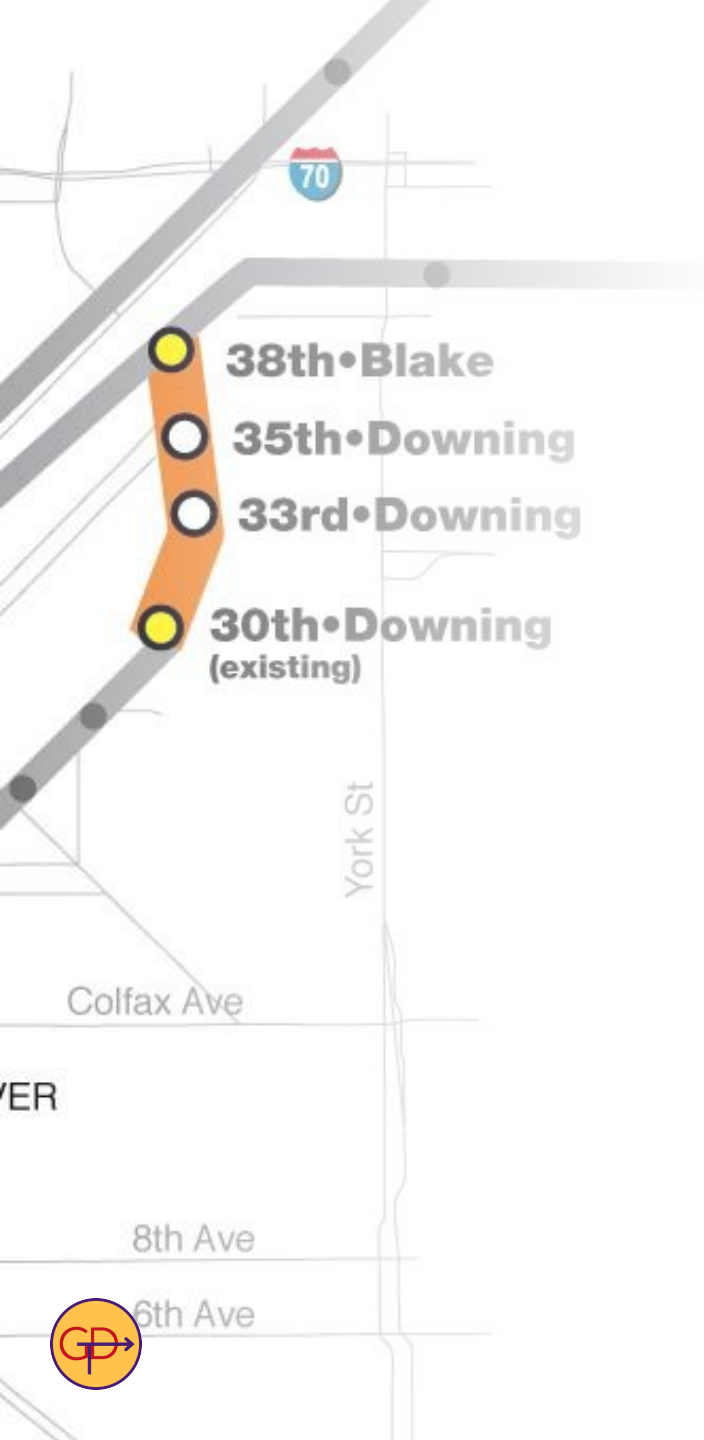 70
38th•Blake
35th•Downing
33rd•Downing
30th•Downing
(existing)
York St
Colfax Ave
VER
8th Ave
6th Ave
GDT